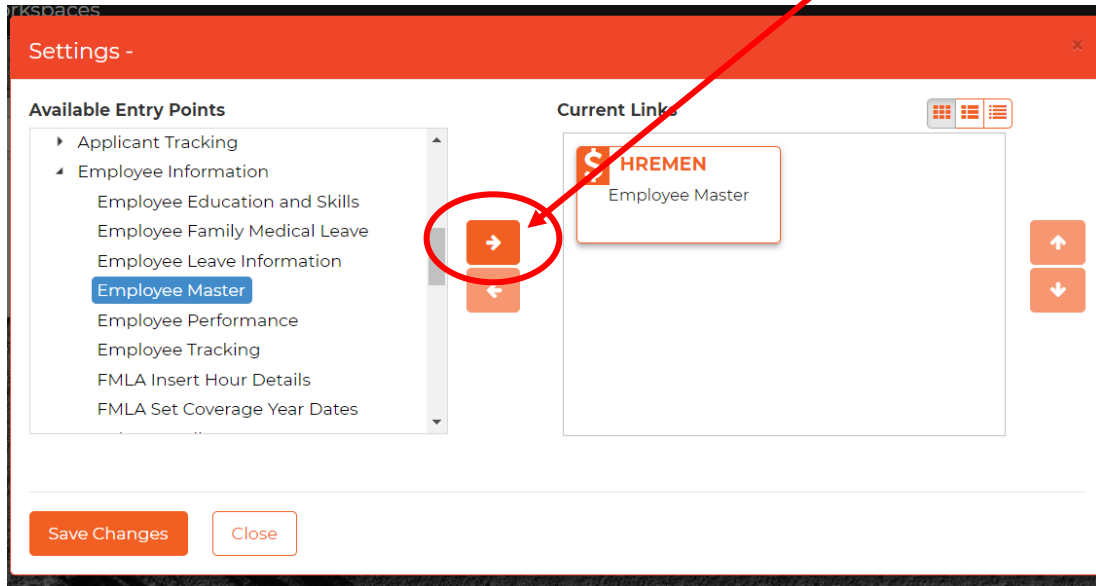 orkspaces
Settings -
×
Available Entry Points
Applicant Tracking
Employee Information
Employee Education and Skills
Employee Family Medical Leave
Employee Leave Information
Employee Master
Employee Performance
Employee Tracking
FMLA Insert Hour Details
FMLA Set Coverage Year Dates
Current Links
$ HREMEN
Employee Master
Save Changes
Close